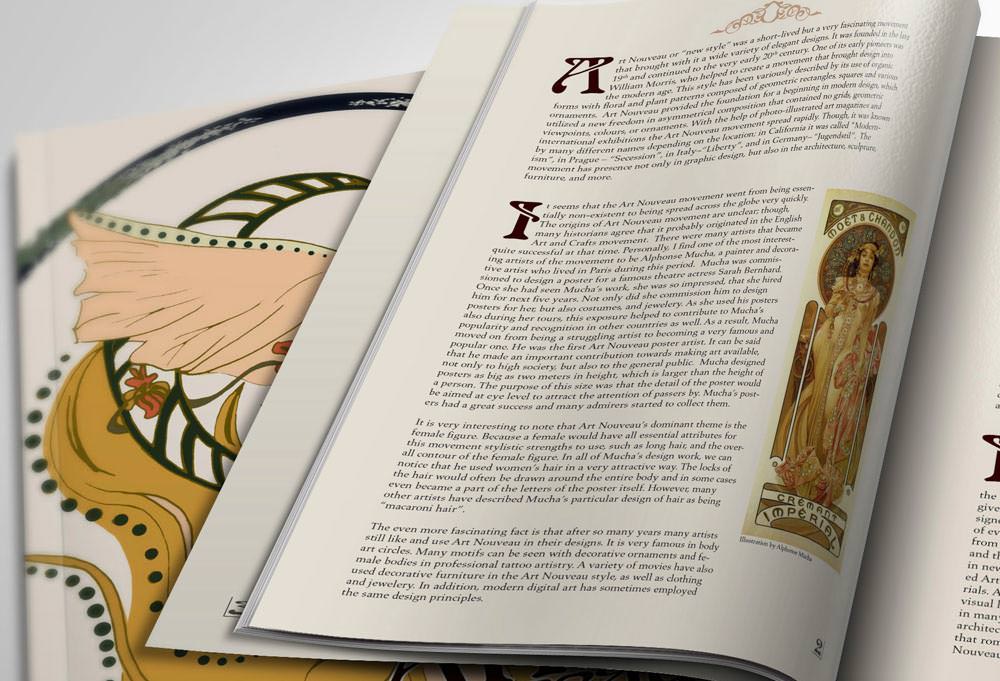 Art Nouveau or "new style" was a short-lived but a very fascinating movement
that brought with it a wide variety of elegant designs. It was founded in the late
19th and continued to the very early 20th century. One of its early pioneers was
William Morris, who helped to create a movement that brought design into
the modern age. This style has been variously described by its use of organic
forms with floral and plant patterns composed of geometric rectangles, squares and various
ornaments. Art Nouveau provided the foundation for a beginning in modern design, which
utilized a new freedom in asymmetrical composition that contained no grids, geometric
viewpoints, colours, or ornaments. With the help of photo-illustrated art magazines and
international exhibitions the Art Nouveau movement spread rapidly. Though, it was known
by many different names depending on the location: in California it was called "Modern-
ism", in Prague – "Secession", in Italy–"Liberty", and in Germany– "Jugendseil". The
movement has presence not only in graphic design, but also in the architecture, sculpture,
furniture, and more.
It seems that the Art Nouveau movement went from being essen-
tially non-existent to being spread across the globe very quickly.
The origins of Art Nouveau movement are unclear; though,
many historians agree that it probably originated in the English
Art and Crafts movement. There were many artists that became
quite successful at that time. Personally, I find one of the most interest-
ing artists of the movement to be Alphonse Mucha, a painter and decora-
tive artist who lived in Paris during this period. Mucha was commis-
sioned to design a poster for a famous theatre actress Sarah Bernhard.
Once she had seen Mucha's work, she was so impressed, that she hired
him for next five years. Not only did she commission him to design
posters for her, but also costumes, and jewelery. As she used his posters
also during her tours, this exposure helped to contribute to Mucha's
popularity and recognition in other countries as well. As a result, Mucha
moved on from being a struggling artist to becoming a very famous and
popular one. He was the first Art Nouveau poster artist. It can be said
that he made an important contribution towards making art available,
not only to high society, but also to the general public. Mucha designed
posters as big as two meters in height, which is larger than the height of
a person. The purpose of this size was that the detail of the poster would
be aimed at eye level to attract the attention of passers by. Mucha's post-
ers had a great success and many admirers started to collect them.
It is very interesting to note that Art Nouveau's dominant theme is the
female figure. Because a female would have all essential attributes for
this movement stylistic strengths to use, such as long hair, and the over-
all contour of the female figure. In all of Mucha's design work, we can
notice that he used women's hair in a very attractive way. The locks of
the hair would often be drawn around the entire body and in some cases
even became a part of the letters of the poster itself. However, many
other artists have described Mucha's particular design of hair as being
"macaroni hair".
The even more fascinating fact is that after so many years many artists
still like and use Art Nouveau in their designs. It is very famous in body
art circles. Many motifs can be seen with decorative ornaments and fe-
male bodies in professional tattoo artistry. A variety of movies have also
used decorative furniture in the Art Nouveau style, as well as clothing
and jewelery. In addition, modern digital art has sometimes employed
the same design principles.
MOËT & CHANDON
CRÉMANT
IMPÉRIAL
Illustration by Alphonse Mucha
2
3
the
give
signe
of ev
from
and th
in new
ed Art
rials. A
visual l
in many
architec
that rom
Nouveau